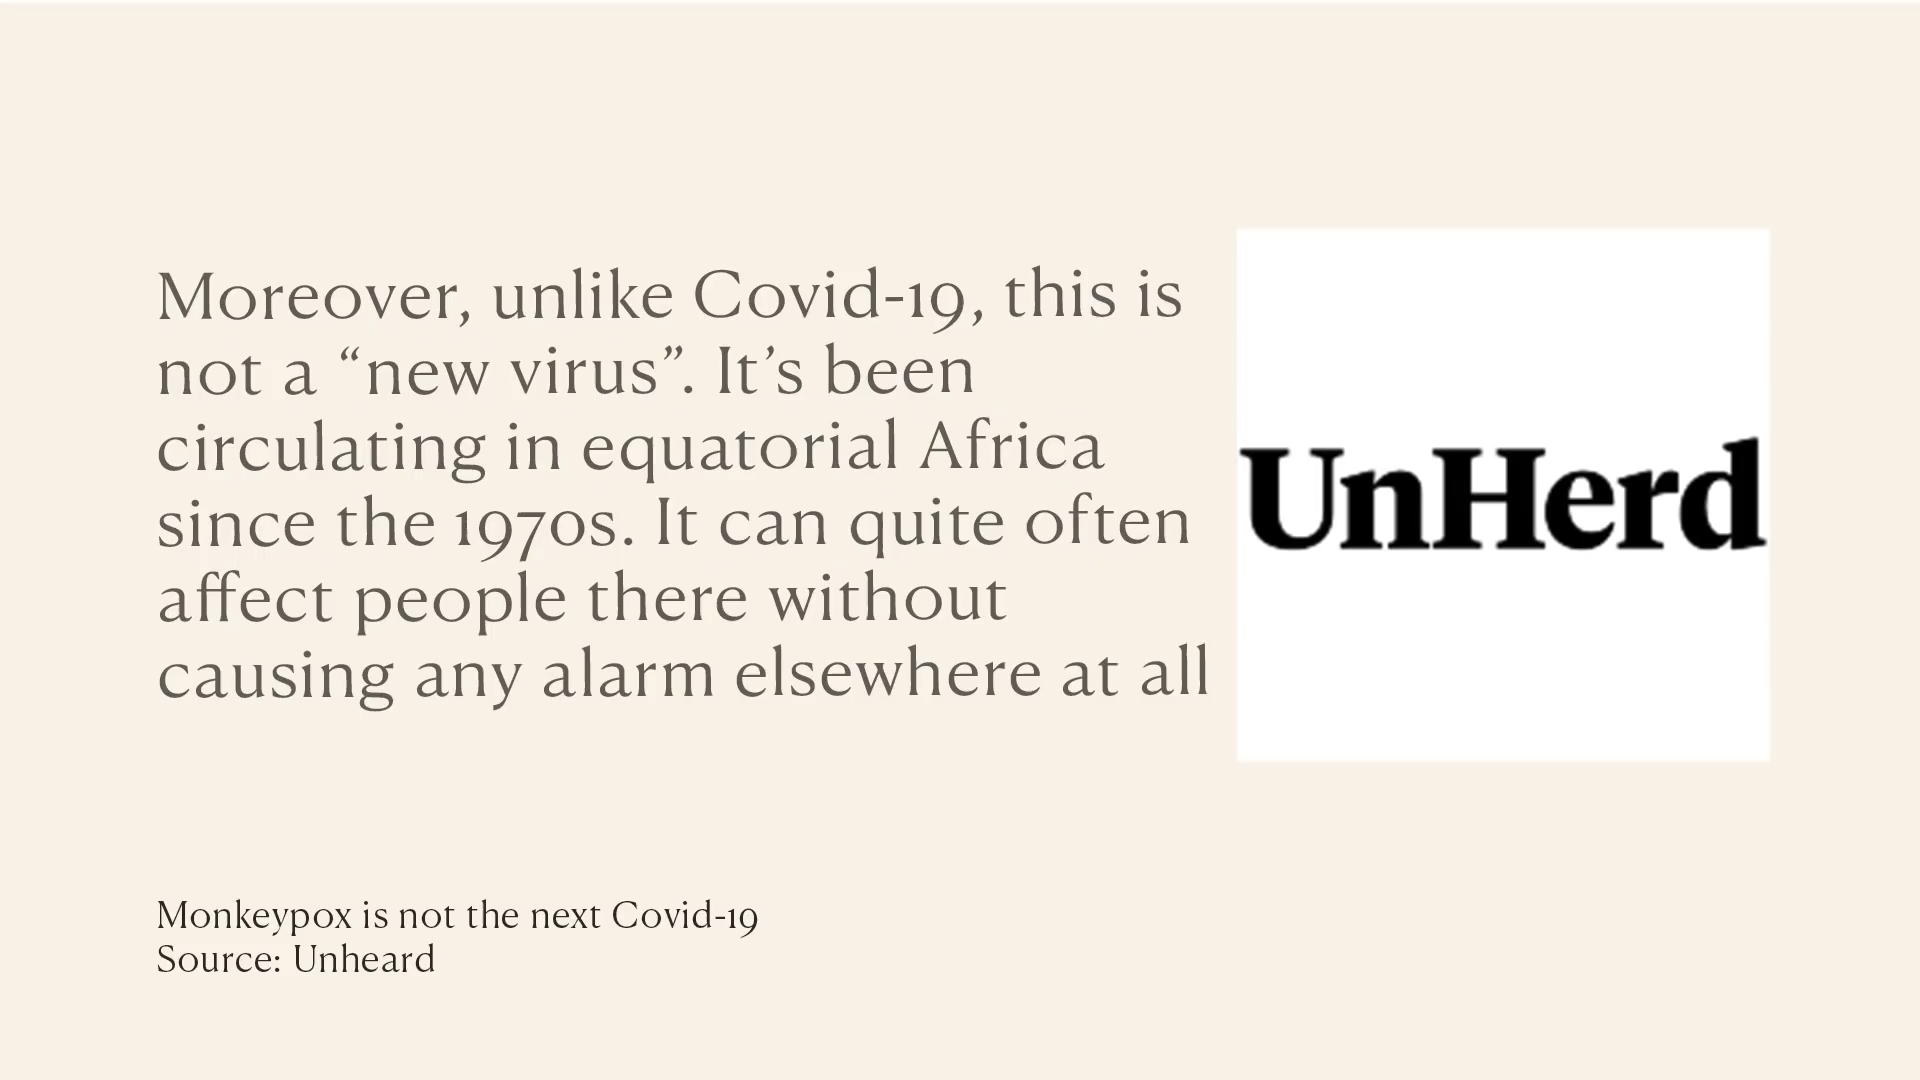 Moreover, unlike Covid-19, this is
not a “new virus”. It’s been
circulating in equatorial Africa
since the 1970s. It can quite often
affect people there without
causing any alarm elsewhere at all
UnHerd
Monkeypox is not the next Covid-19
Source: Unheard